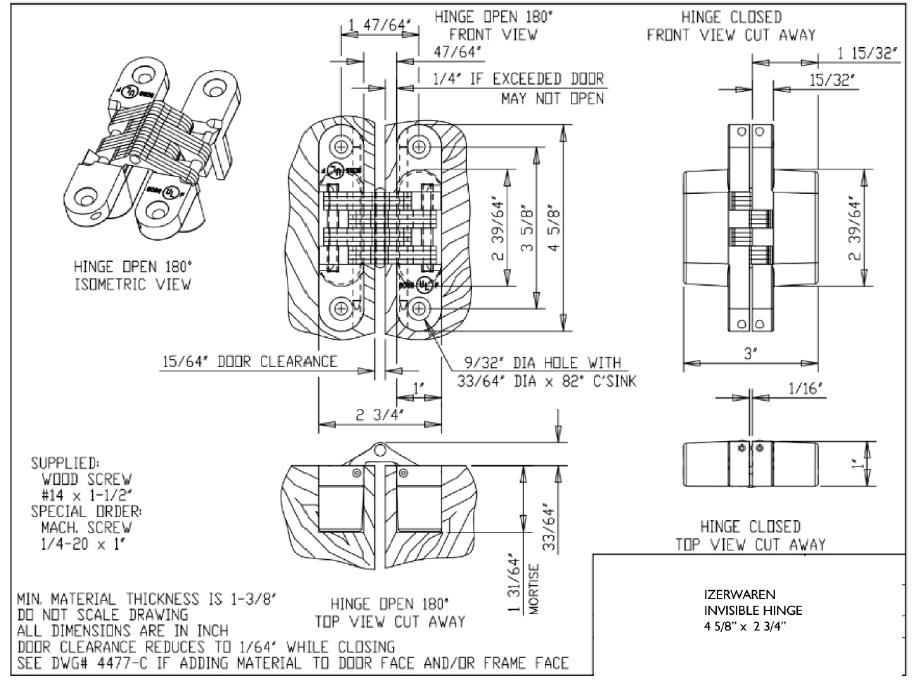 HINGE OPEN 180°
FRONT VIEW
1 47/64"
47/64"
1/4" IF EXCEEDED DOOR
MAY NOT OPEN
HINGE CLOSED
FRONT VIEW CUT AWAY
1 15/32"
15/32"
HINGE OPEN 180°
ISOMETRIC VIEW
2 39/64"
3 5/8"
4 5/8"
2 39/64"
15/64" DOOR CLEARANCE
9/32" DIA HOLE WITH
33/64" DIA x 82° C'SINK
3"
1"
2 3/4"
1/16"
1"
SUPPLIED:
WOOD SCREW
#14 x 1-1/2"
SPECIAL ORDER:
MACH. SCREW
1/4-20 x 1"
33/64"
1 31/64"
MORTISE
HINGE CLOSED
TOP VIEW CUT AWAY
HINGE OPEN 180°
TOP VIEW CUT AWAY
MIN. MATERIAL THICKNESS IS 1-3/8"
DO NOT SCALE DRAWING
ALL DIMENSIONS ARE IN INCH
DOOR CLEARANCE REDUCES TO 1/64" WHILE CLOSING
SEE DWG# 4477-C IF ADDING MATERIAL TO DOOR FACE AND/OR FRAME FACE
IZERWAREN
INVISIBLE HINGE
4 5/8" x 2 3/4"